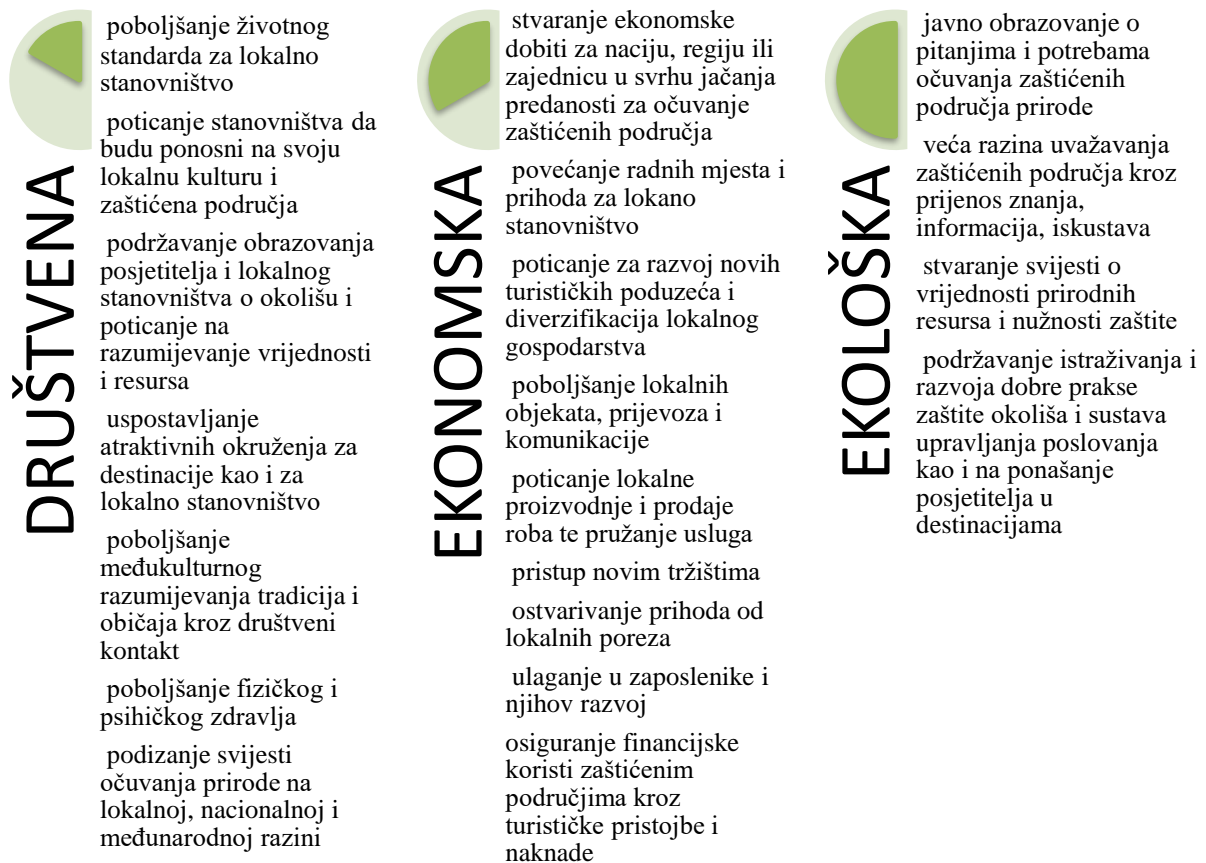 DRUŠTVENA
poboljšanje životnog
standarda za lokalno
stanovništvo
poticanje stanovništva da
budu ponosni na svoju
lokalnu kulturu i
zaštićena područja
podržavanje obrazovanja
posjetitelja i lokalnog
stanovništva o okolišu i
poticanje na
razumijevanje vrijednosti
i resursa
uspostavljanje
atraktivnih okruženja za
destinacije kao i za
lokalno stanovništvo
poboljšanje
međukulturnog
razumijevanja tradicija i
običaja kroz društveni
kontakt
poboljšanje fizičkog i
psihičkog zdravlja
podizanje svijesti
očuvanja prirode na
lokalnoj, nacionalnoj i
međunarodnoj razini
EKONOMSKA
stvaranje ekonomske
dobiti za naciju, regiju ili
zajednicu u svrhu jačanja
predanosti za očuvanje
zaštićenih područja
povećanje radnih mjesta i
prihoda za lokano
stanovništvo
poticanje za razvoj novih
turističkih poduzeća i
diverzifikacija lokalnog
gospodarstva
poboljšanje lokalnih
objekata, prijevoza i
komunikacije
poticanje lokalne
proizvodnje i prodaje
roba te pružanje usluga
pristup novim tržištima
ostvarivanje prihoda od
lokalnih poreza
ulaganje u zaposlenike i
njihov razvoj
osiguranje financijske
koristi zaštićenim
područjima kroz
turističke pristojbe i
naknade
EKOLOŠKA
javno obrazovanje o
pitanjima i potrebama
očuvanja zaštićenih
područja prirode
veća razina uvažavanja
zaštićenih područja kroz
prijenos znanja,
informacija, iskustava
stvaranje svijesti o
vrijednosti prirodnih
resursa i nužnosti zaštite
podržavanje istraživanja i
razvoja dobre prakse
zaštite okoliša i sustava
upravljanja poslovanja
kao i na ponašanje
posjetitelja u
destinacijama